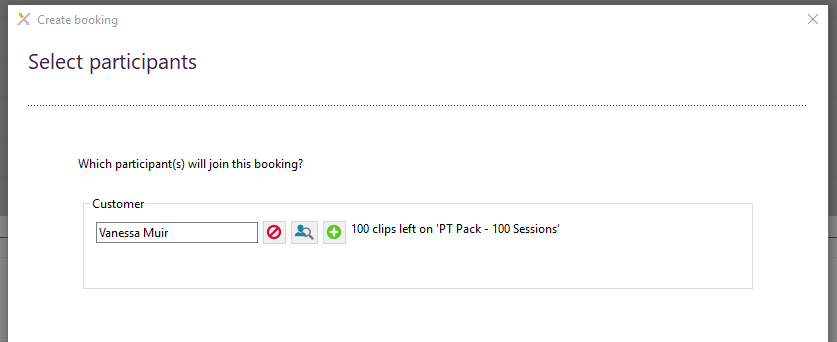 Create booking
Select participants
Which participant(s) will join this booking?
Customer
Vanessa Muir
100 clips left on 'PT Pack - 100 Sessions'